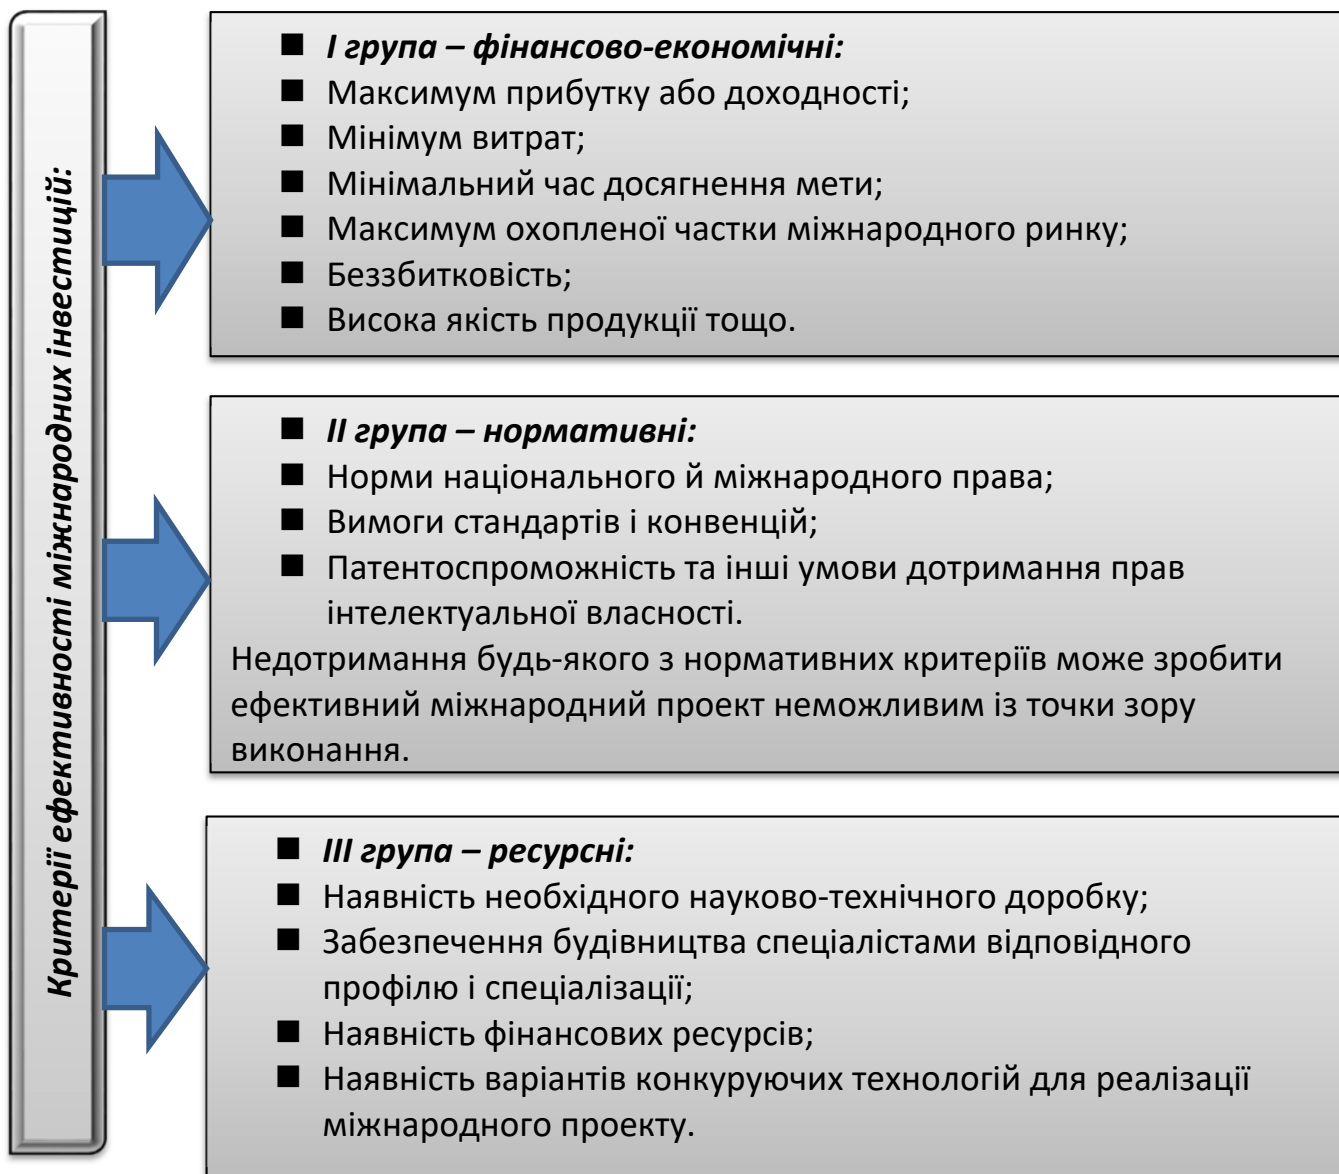 Критерії ефективності міжнародних інвестицій:
І група – фінансово-економічні:
Максимум прибутку або доходності;
Мінімум витрат;
Мінімальний час досягнення мети;
Максимум охопленої частки міжнародного ринку;
Беззбитковість;
Висока якість продукції тощо.
ІІ група – нормативні:
Норми національного й міжнародного права;
Вимоги стандартів і конвенцій;
Патентоспроможність та інші умови дотримання прав
інтелектуальної власності.
Недотримання будь-якого з нормативних критеріїв може зробити
ефективний міжнародний проект неможливим із точки зору
виконання.
ІІІ група – ресурсні:
Наявність необхідного науково-технічного доробку;
Забезпечення будівництва спеціалістами відповідного
профілю і спеціалізації;
Наявність фінансових ресурсів;
Наявність варіантів конкуруючих технологій для реалізації
міжнародного проекту.